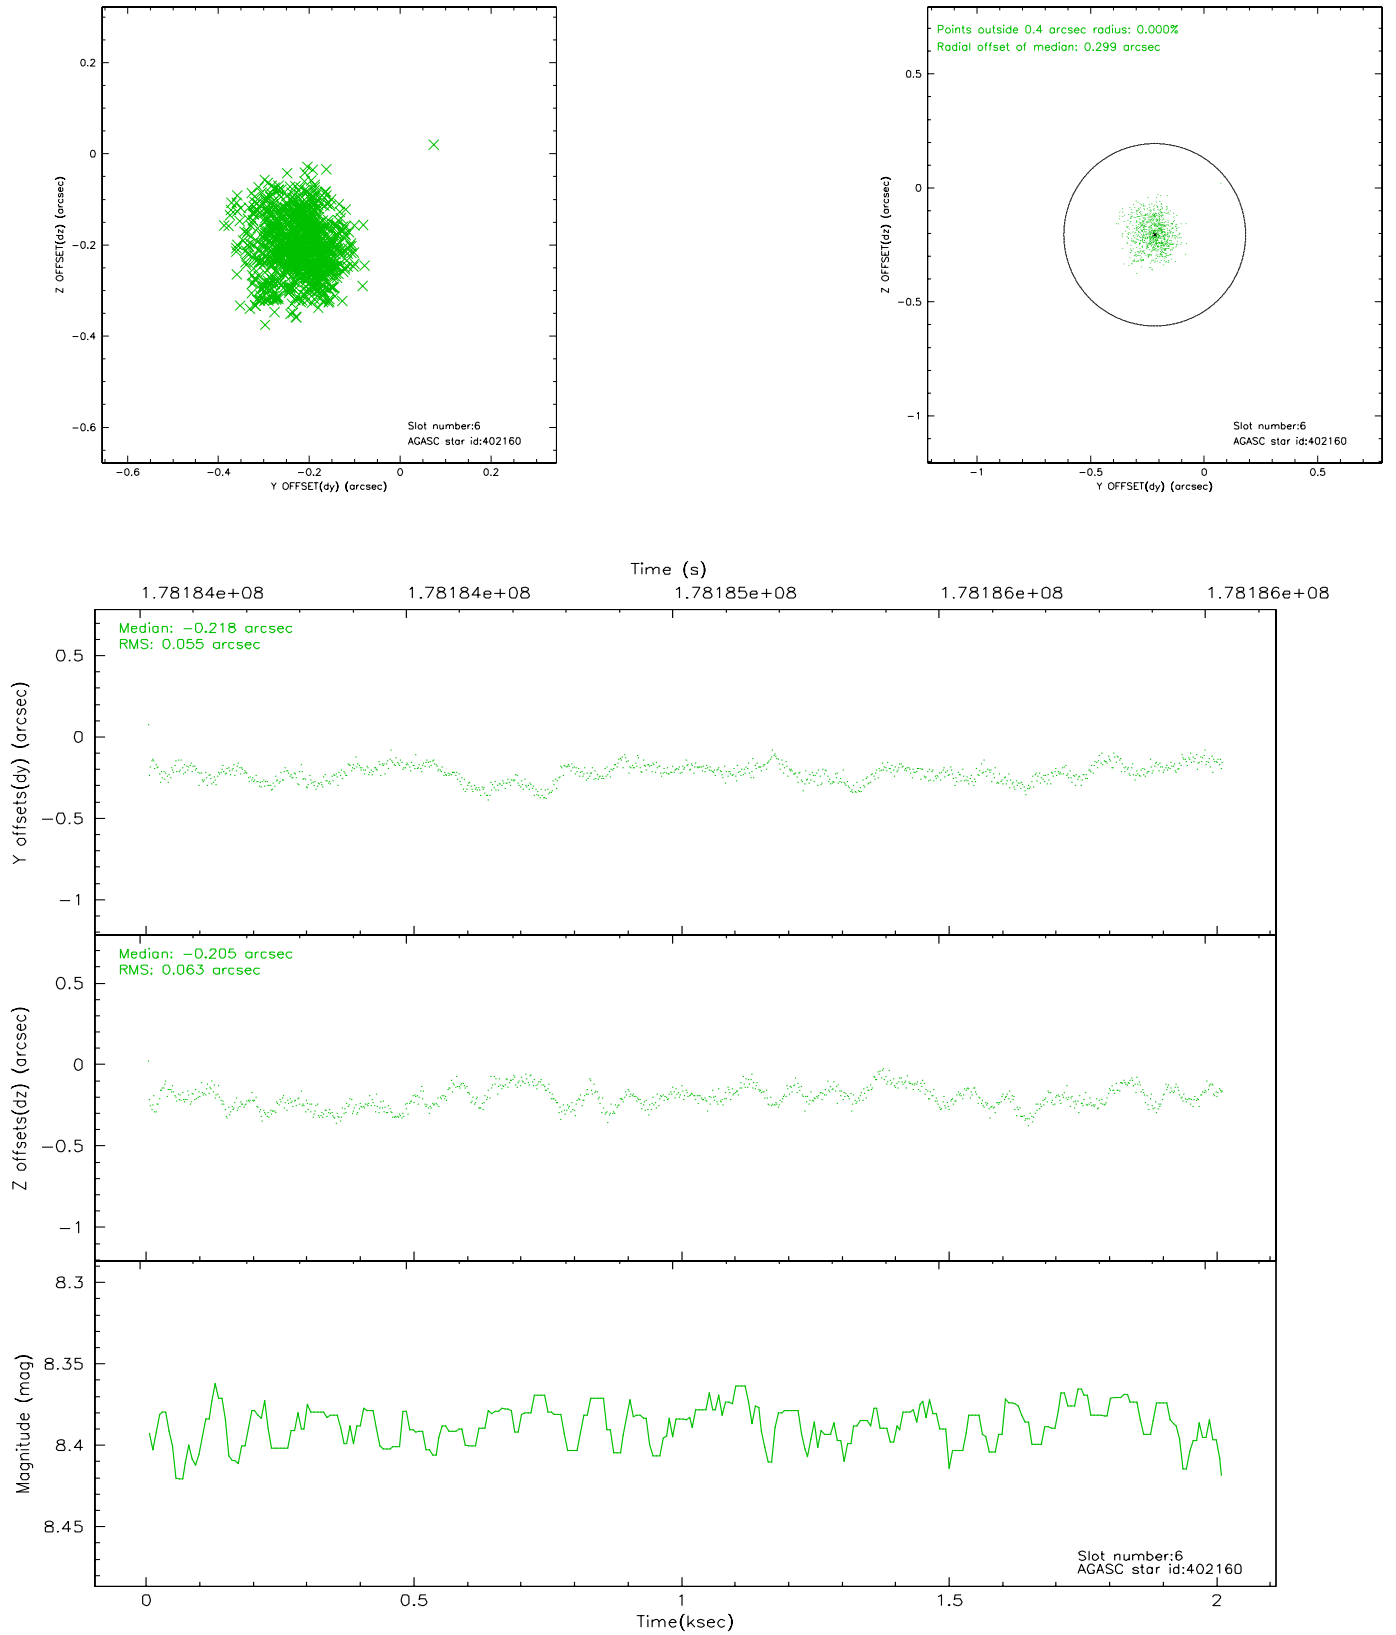 0.2
0
−0.2
−0.4
−0.6
Z OFFSET(dz) (arcsec)
Slot number:6
AGASC star id:402160
−0.6
−0.4
−0.2
0
0.2
Y OFFSET(dy) (arcsec)
Points outside 0.4 arcsec radius: 0.000%
Radial offset of median: 0.299 arcsec
0.5
0
−0.5
−1
Z OFFSET(dz) (arcsec)
Slot number:6
AGASC star id:402160
−1
−0.5
0
0.5
Y OFFSET(dy) (arcsec)
Time (s)
1.78184e+08
1.78184e+08
1.78185e+08
1.78186e+08
1.78186e+08
Median: −0.218 arcsec
RMS: 0.055 arcsec
0.5
0
−0.5
−1
Y offsets(dy) (arcsec)
Median: −0.205 arcsec
RMS: 0.063 arcsec
0.5
0
−0.5
−1
Z offsets(dz) (arcsec)
8.3
8.35
8.4
8.45
Magnitude (mag)
Slot number:6
AGASC star id:402160
0
0.5
1
1.5
2
Time(ksec)